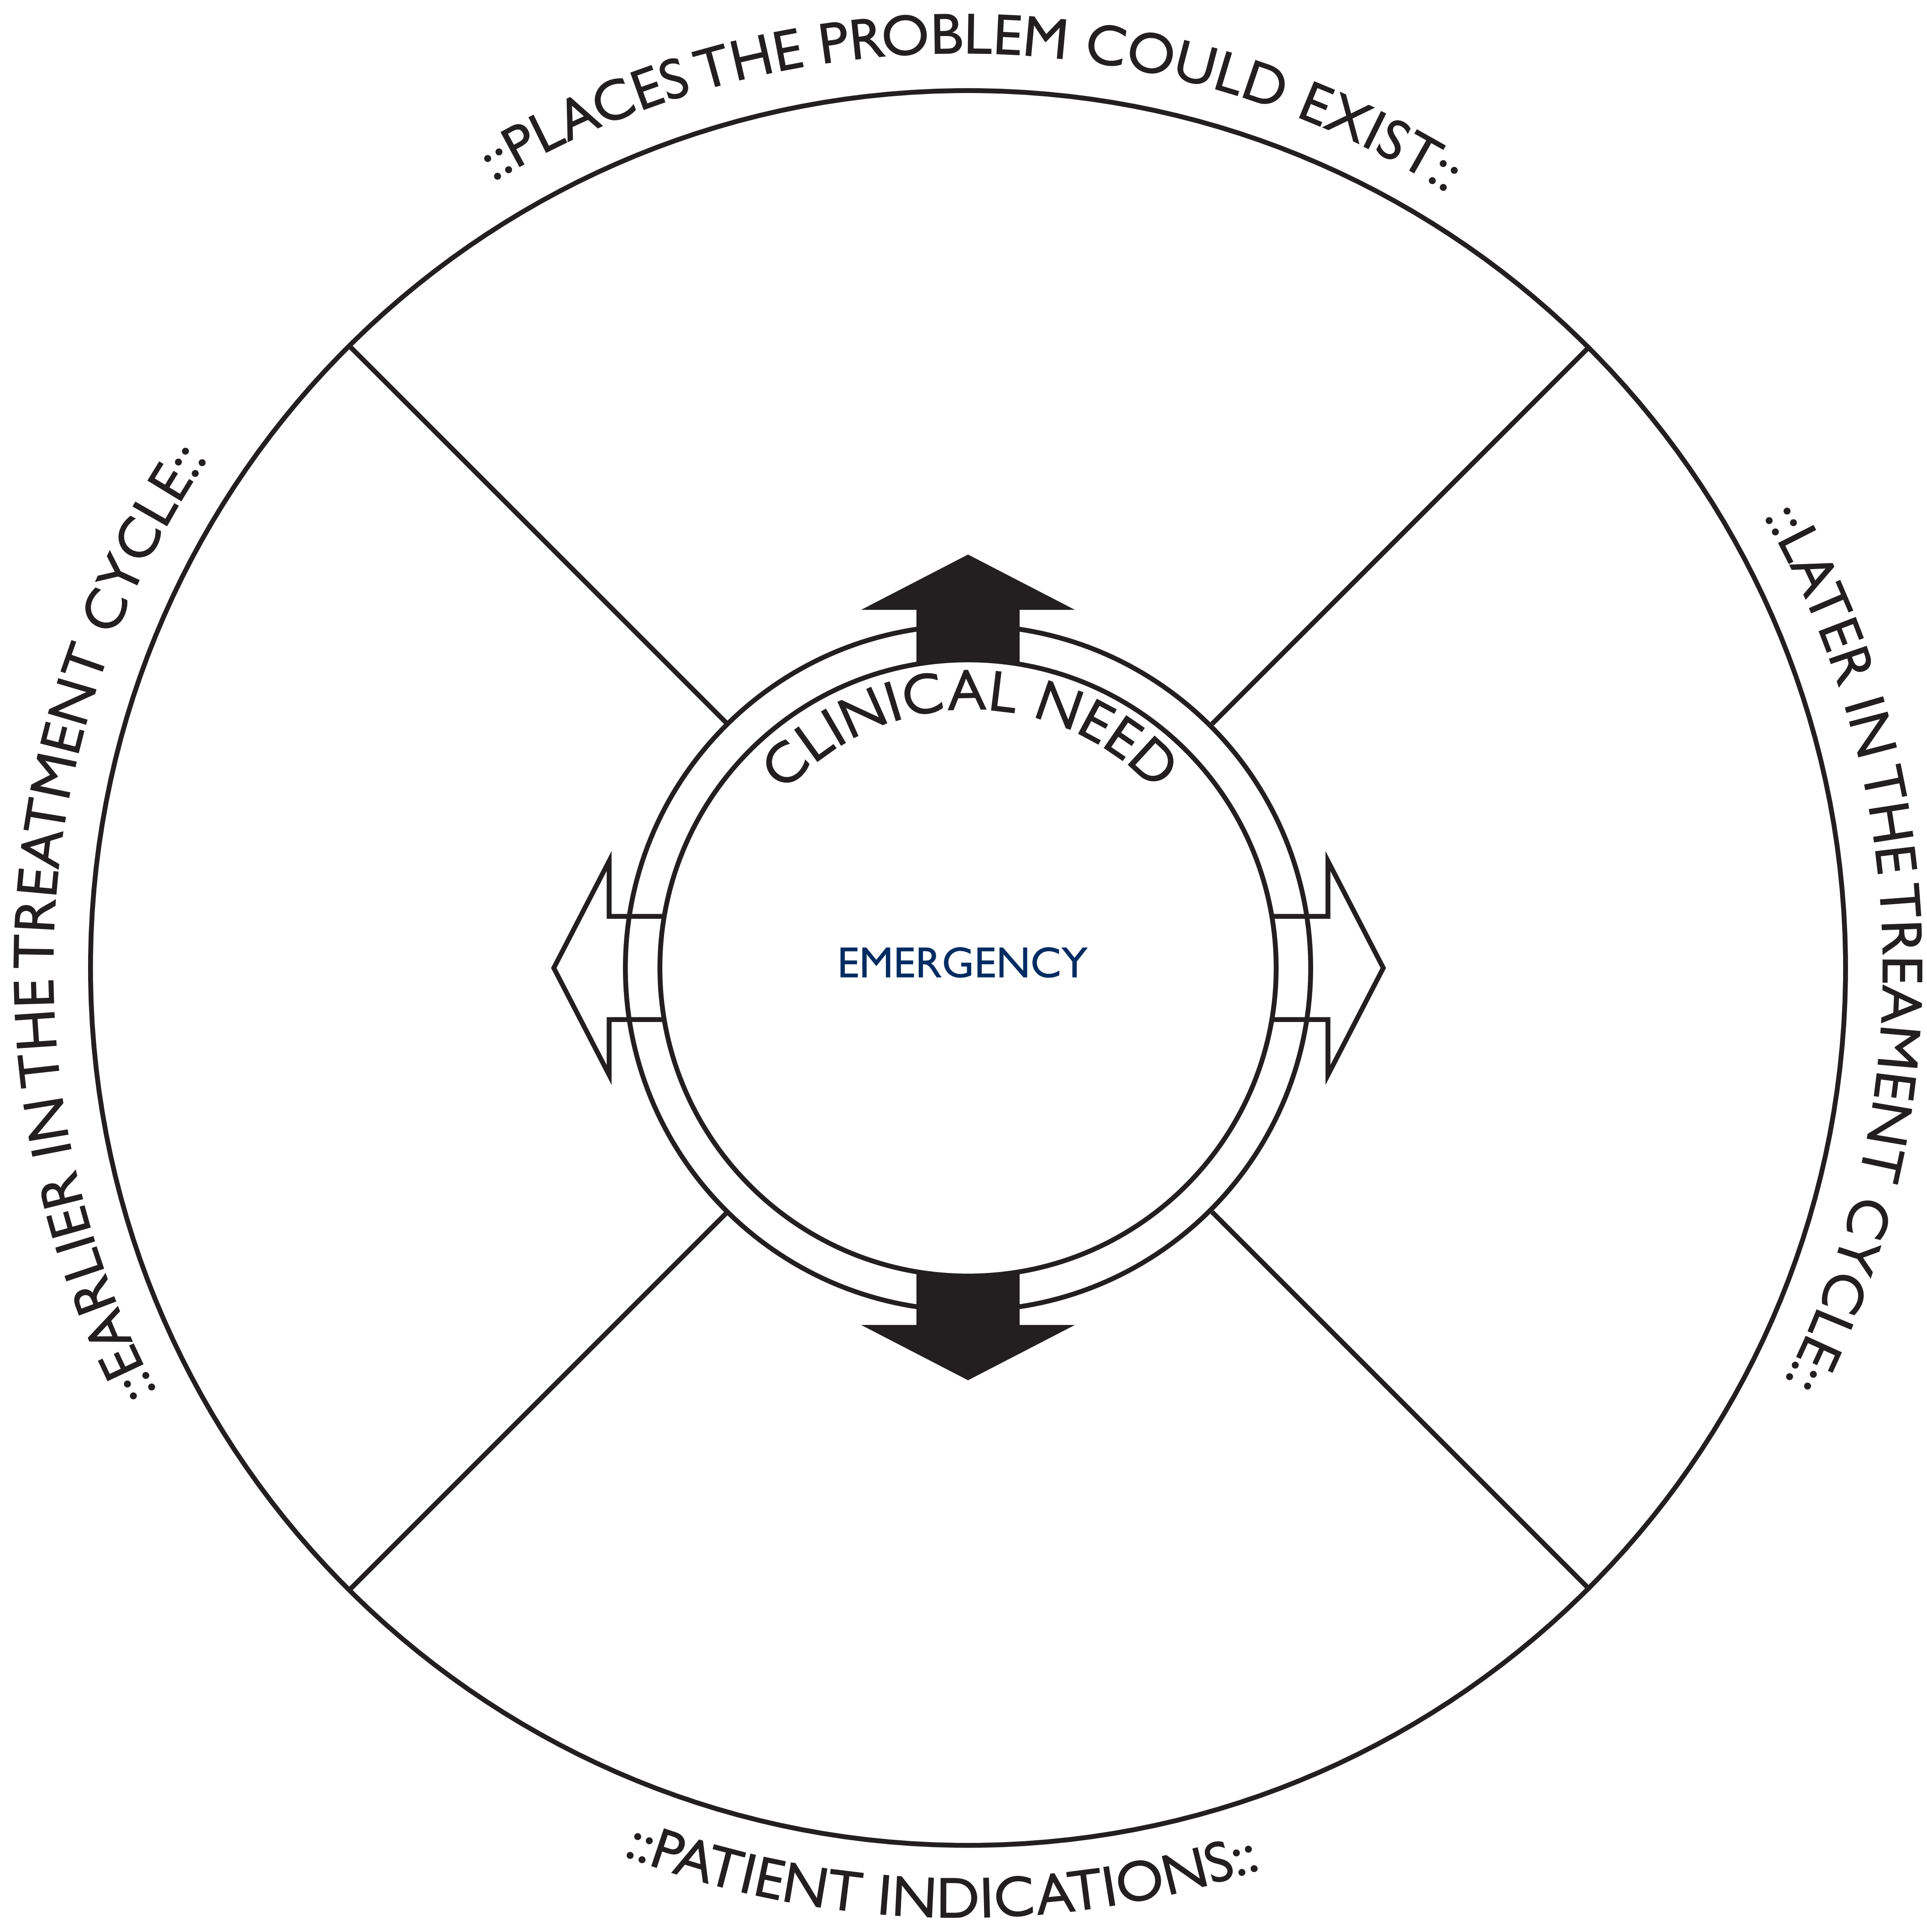 ::PLACES THE PROBLEM COULD EXIST::
::EARLIER IN THE TREATMENT CYCLE::
::LATER IN THE TREAMENT CYCLE::
CLINICAL NEED
EMERGENCY
::PATIENT INDICATIONS::